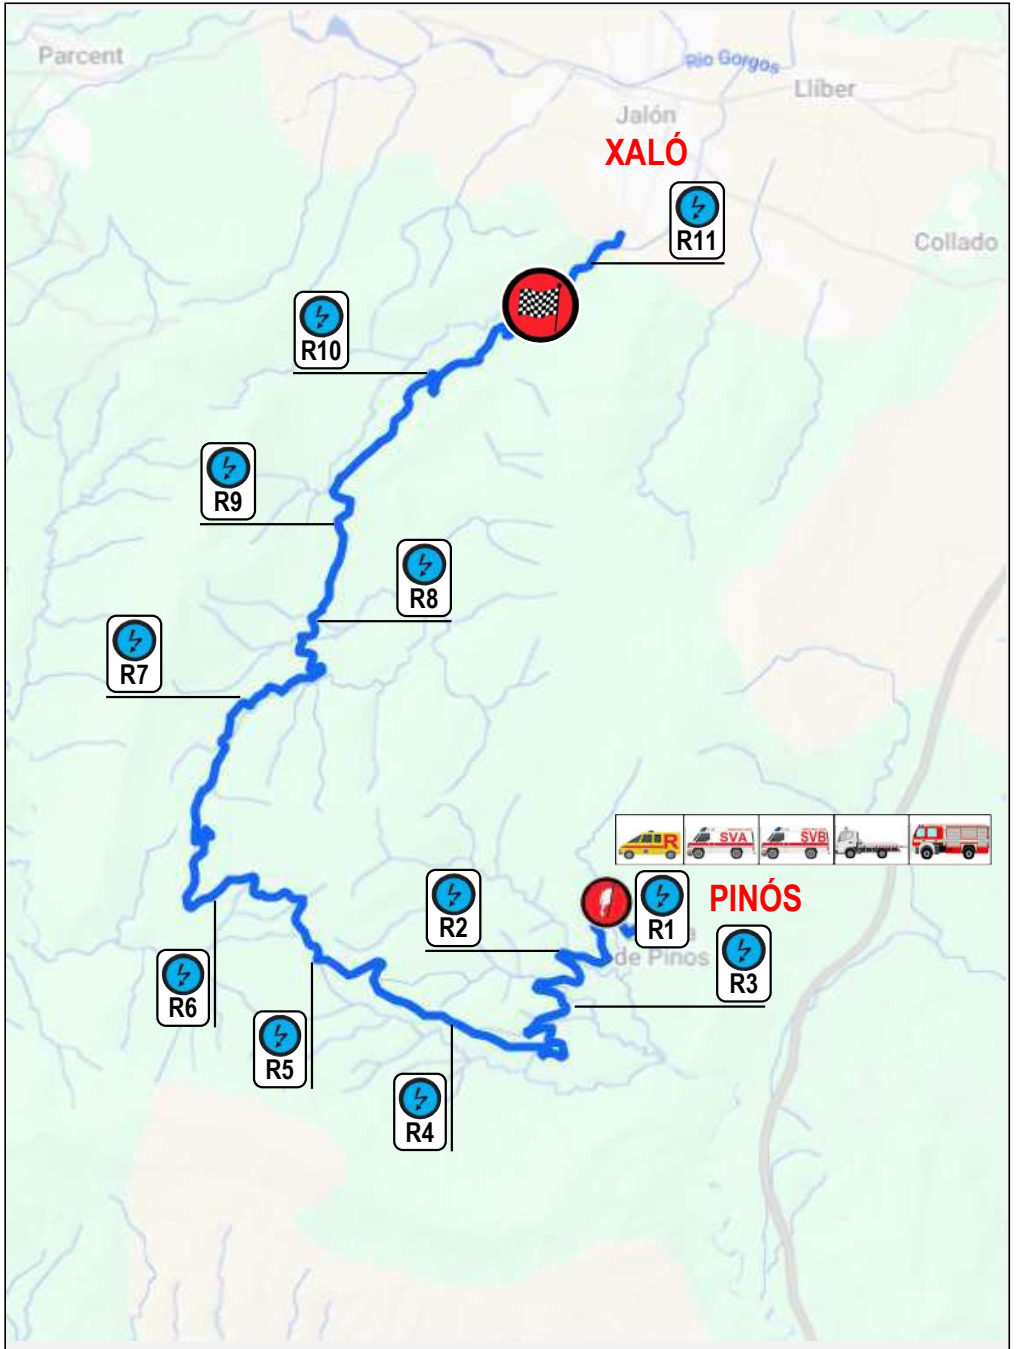 Parcent
Rio Gorgos
Llíber
Jalón
XALÓ
R11
Collado
R10
R9
R8
R7
R
SVA
SVB
R2
R1
PINÓS
de Pinos
R3
R6
R5
R4